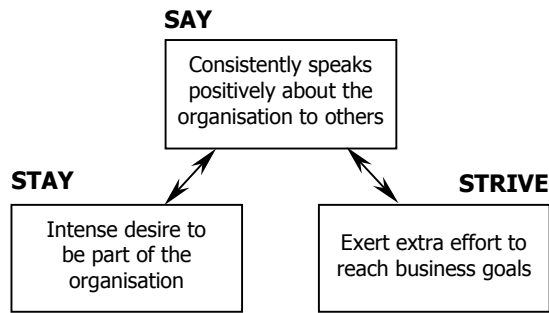 SAY
Consistently speaks
positively about the
organisation to others
STAY
Intense desire to
be part of the
organisation
STRIVE
Exert extra effort to
reach business goals